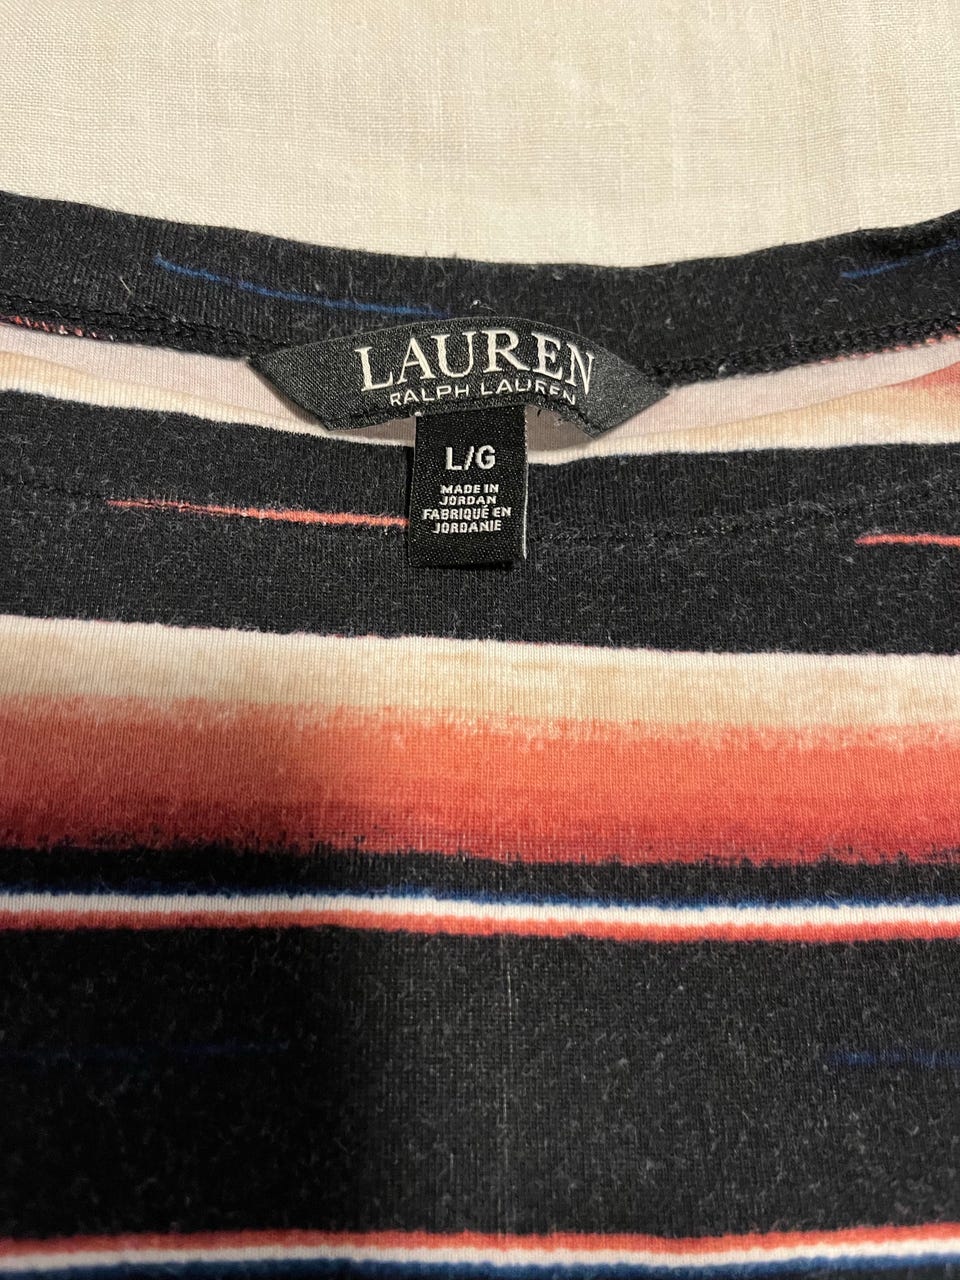 LAUREN
RALPH LAUREN
L/G
MADE IN
JORDAN
FABRIQUÉ EN
JORDANIE